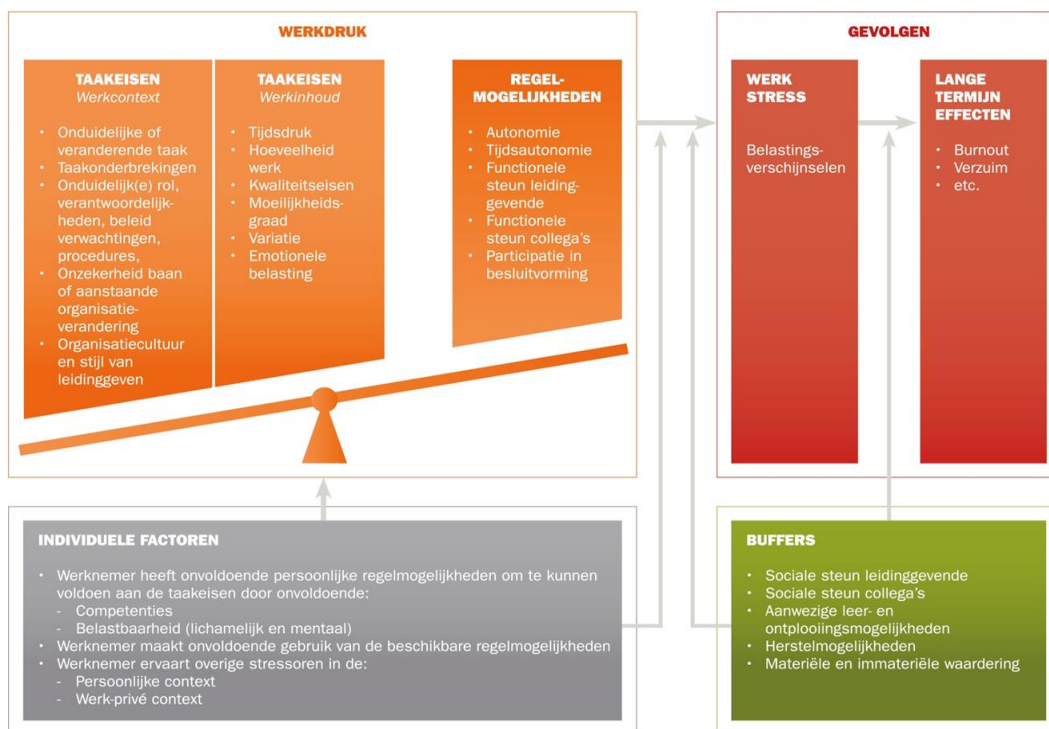 WERKDRUK
TAAKEISEN
Werkcontext
• Onduidelijke of
veranderende taak
• Taakonderbrekingen
• Onduidelijk(e) rol,
verantwoordelijk-
heden, beleid
verwachtingen,
procedures,
• Onzekerheid baan
of aanstaande
organisatie-
verandering
• Organisatiecultuur
en stijl van
leidinggeven
TAAKEISEN
Werkinhoud
• Tijdsdruk
• Hoeveelheid
werk
• Kwaliteitseisen
• Moeilijkheids-
graad
• Variatie
• Emotionele
belasting
REGEL-
MOGELIJKHEDEN
• Autonomie
• Tijdsautonomie
• Functionele
steun leiding-
gevende
• Functionele
steun collega's
• Participatie in
besluitvorming
GEVOLGEN
WERK
STRESS
Belastings-
verschijnselen
LANGE
TERMIJN
EFFECTEN
• Burnout
• Verzuim
• etc.
INDIVIDUELE FACTOREN
• Werknemer heeft onvoldoende persoonlijke regelmogelijkheden om te kunnen
voldoen aan de taakeisen door onvoldoende:
- Competenties
- Belastbaarheid (lichamelijk en mentaal)
• Werknemer maakt onvoldoende gebruik van de beschikbare regelmogelijkheden
• Werknemer ervaart overige stressoren in de:
- Persoonlijke context
- Werk-privé context
BUFFERS
• Sociale steun leidinggevende
• Sociale steun collega's
• Aanwezige leer- en
ontplooiingsmogelijkheden
• Herstelmogelijkheden
• Materiële en immateriële waardering